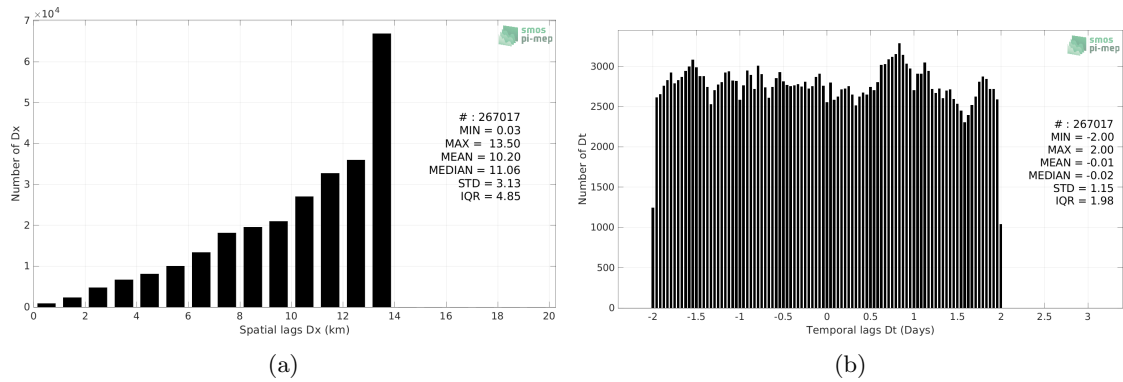 7 ×10⁴
6
5
4
3
2
1
0
Number of Dx
0 2 4 6 8 10 12 14 16 18 20
Spatial lags Dx (km)
smos
pi-mep
# : 267017
MIN = 0.03
MAX = 13.50
MEAN = 10.20
MEDIAN = 11.06
STD = 3.13
IQR = 4.85
(a)
3000
2500
2000
1500
1000
500
0
Number of Dt
-2 -1.5 -1 -0.5 0 0.5 1 1.5 2 2.5 3
Temporal lags Dt (Days)
smos
pi-mep
# : 267017
MIN = -2.00
MAX = 2.00
MEAN = -0.01
MEDIAN = -0.02
STD = 1.15
IQR = 1.98
(b)